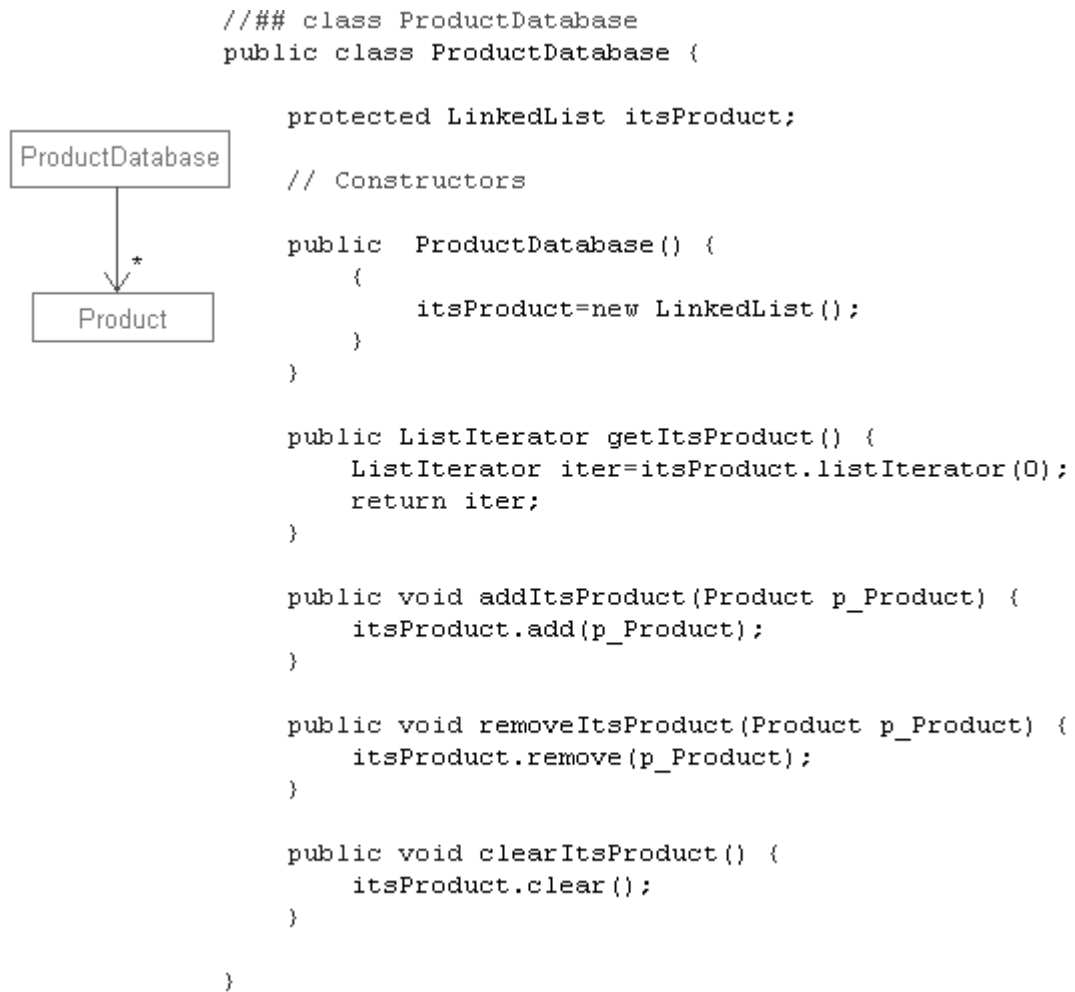 //## class ProductDatabase
public class ProductDatabase {
protected LinkedList itsProduct;
ProductDatabase
// Constructors
public  ProductDatabase() {
{
*
itsProduct=new LinkedList();
Product
}
}
public ListIterator getItsProduct() {
ListIterator iter=itsProduct.listIterator(0);
return iter;
}
public void addItsProduct(Product p_Product) {
itsProduct.add(p_Product);
}
public void removeItsProduct(Product p_Product) {
itsProduct.remove(p_Product);
}
public void clearItsProduct() {
itsProduct.clear();
}
}